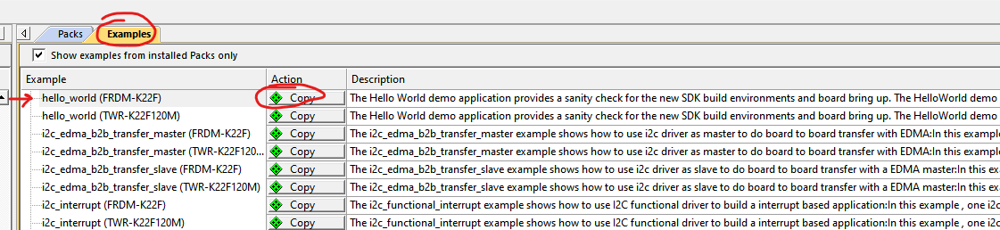 Packs Examples
Show examples from installed Packs only
Example Action Description
hello_world (FRDM-K22F) Copy The Hello World demo application provides a sanity check for the new SDK build environments and board bring up. The HelloWorld demo
hello_world (TWR-K22F120M) Copy The Hello World demo application provides a sanity check for the new SDK build environments and board bring up. The HelloWorld demo
i2c_edma_b2b_transfer_master (FRDM-K22F) Copy The i2c_edma_b2b_transfer_master example shows how to use i2c driver as master to do board to board transfer with EDMA:In this example
i2c_edma_b2b_transfer_master (TWR-K22F120... Copy The i2c_edma_b2b_transfer_master example shows how to use i2c driver as master to do board to board transfer with EDMA:In this example
i2c_edma_b2b_transfer_slave (FRDM-K22F) Copy The i2c_edma_b2b_transfer_slave example shows how to use i2c driver as slave to do board to board transfer with a EDMA master:In this ex
i2c_edma_b2b_transfer_slave (TWR-K22F120M) Copy The i2c_edma_b2b_transfer_slave example shows how to use i2c driver as slave to do board to board transfer with a EDMA master:In this ex
i2c_interrupt (FRDM-K22F) Copy The i2c_functional_interrupt example shows how to use I2C functional driver to build a interrupt based application:In this example , one i2c
i2c_interrupt (TWR-K22F120M) Copy The i2c_functional_interrupt example shows how to use I2C functional driver to build a interrupt based application:In this example , one i2c